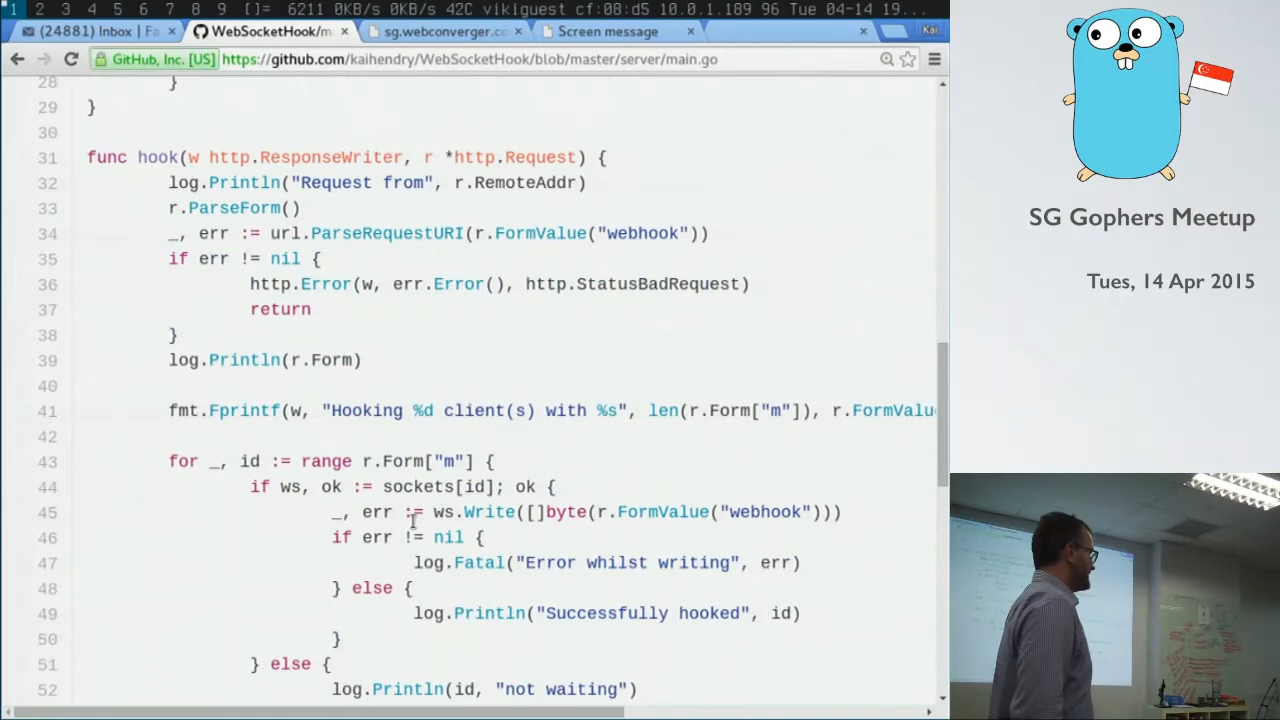 1 2 3 4 5 6 7 8 9 []= 6211 0KB/s 0KB/s 42C vikiguest cf:08:d5 10.0.1.189 96 Tue 04-14 19...
(24881) Inbox | Fa × WebSocketHook/m × sg.webconverger.c × Screen message × × Kai
GitHub, Inc. [US] https://github.com/kaihendry/WebSocketHook/blob/master/server/main.go
28 }
29 }
30
31 func hook(w http.ResponseWriter, r *http.Request) {
32 log.Println("Request from", r.RemoteAddr)
33 r.ParseForm()
34 _, err := url.ParseRequestURI(r.FormValue("webhook"))
35 if err != nil {
36 http.Error(w, err.Error(), http.StatusBadRequest)
37 return
38 }
39 log.Println(r.Form)
40
41 fmt.Fprintf(w, "Hooking %d client(s) with %s", len(r.Form["m"]), r.FormValu
42
43 for _, id := range r.Form["m"] {
44 if ws, ok := sockets[id]; ok {
45 _, err := ws.Write([]byte(r.FormValue("webhook")))
46 if err != nil {
47 log.Fatal("Error whilst writing", err)
48 } else {
49 log.Println("Successfully hooked", id)
50 }
51 } else {
52 log.Println(id, "not waiting")
SG Gophers Meetup
Tues, 14 Apr 2015